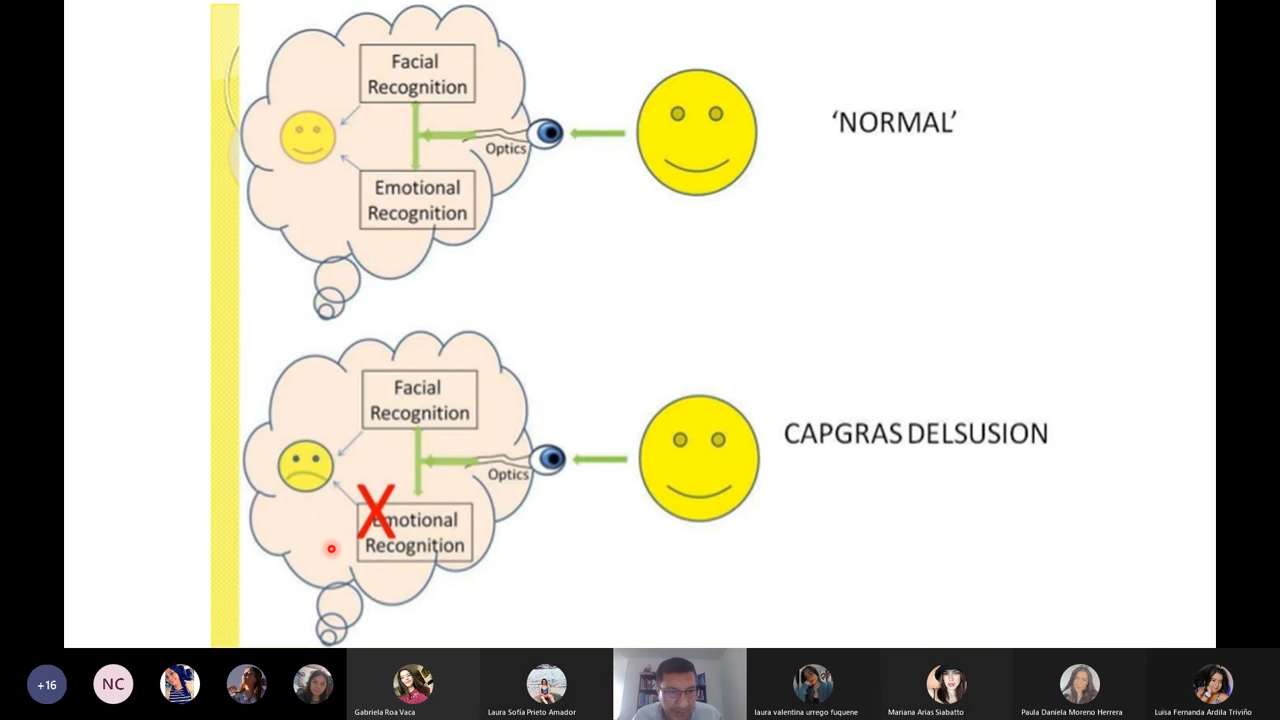 Facial
Recognition
Optics
Emotional
Recognition
‘NORMAL’
Facial
Recognition
Optics
Emotional
Recognition
CAPGRAS DELSUSION
X
+16
NC
Gabriela Roa Vaca
Laura Sofía Prieto Amador
laura valentina urrego fuquene
Mariana Arias Siabatto
Paula Daniela Moreno Herrera
Luisa Fernanda Ardila Triviño